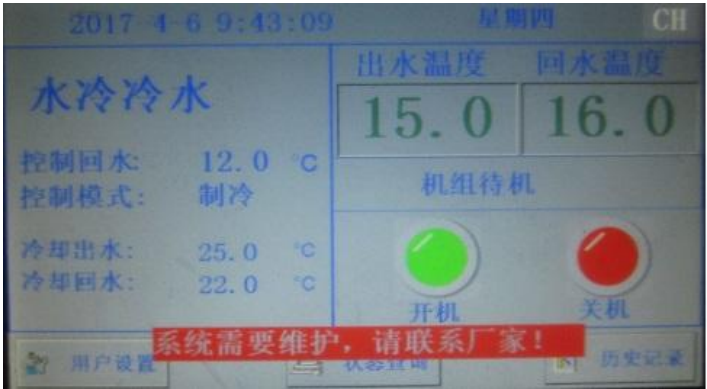 2017-4-6 9:43:09 星期四 CH
水冷冷水
出水温度 回水温度
15.0 16.0
控制回水: 12.0 ℃
控制模式: 制冷
机组待机
冷却出水: 25.0 ℃
冷却回水: 22.0 ℃
开机 关机
系统需要维护，请联系厂家！
用户设置 状态查询 历史记录